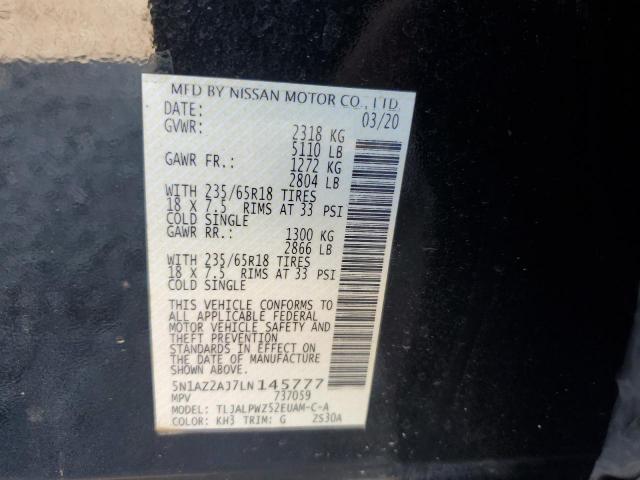 MFD BY NISSAN MOTOR CO., LTD.
DATE: 03/20
GVWR: 2318 KG
5110 LB
GAWR FR.: 1272 KG
2804 LB
WITH 235/65R18 TIRES
18 X 7.5 RIMS AT 33 PSI
COLD SINGLE
GAWR RR.: 1300 KG
2866 LB
WITH 235/65R18 TIRES
18 X 7.5 RIMS AT 33 PSI
COLD SINGLE
THIS VEHICLE CONFORMS TO
ALL APPLICABLE FEDERAL
MOTOR VEHICLE SAFETY AND
THEFT PREVENTION
STANDARDS IN EFFECT ON THE
DATE OF MANUFACTURE
SHOWN ABOVE.
5N1AZ2AJ7LN145777
MPV 737059
MODEL: TLJALPWZ52EUAM-C-A
COLOR: KH3 TRIM: G 2S30A